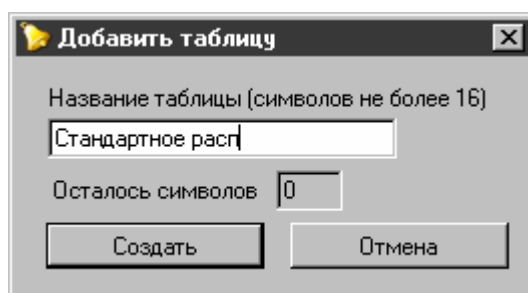 Добавить таблицу
Название таблицы (символов не более 16)
Стандартное расп
Осталось символов 0
Создать Отмена